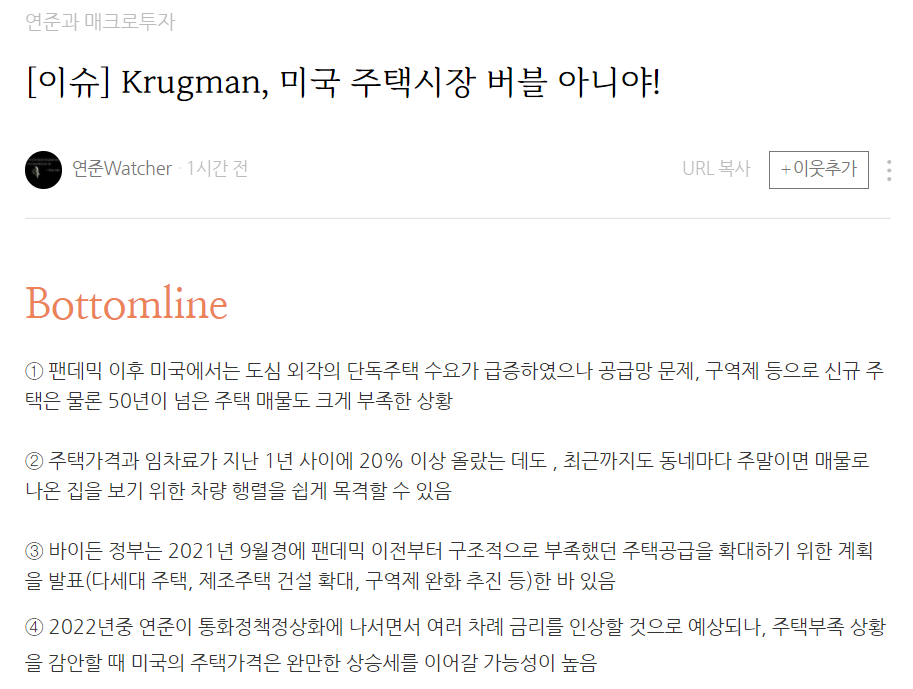 연준과 매크로투자
[이슈] Krugman, 미국 주택시장 버블 아니야!
연준Watcher · 1시간 전
URL 복사
+이웃추가
Bottomline
① 팬데믹 이후 미국에서는 도심 외각의 단독주택 수요가 급증하였으나 공급망 문제, 구역제 등으로 신규 주
택은 물론 50년이 넘은 주택 매물도 크게 부족한 상황
② 주택가격과 임차료가 지난 1년 사이에 20% 이상 올랐는 데도 , 최근까지도 동네마다 주말이면 매물로
나온 집을 보기 위한 차량 행렬을 쉽게 목격할 수 있음
③ 바이든 정부는 2021년 9월경에 팬데믹 이전부터 구조적으로 부족했던 주택공급을 확대하기 위한 계획
을 발표(다세대 주택, 제조주택 건설 확대, 구역제 완화 추진 등)한 바 있음
④ 2022년중 연준이 통화정책정상화에 나서면서 여러 차례 금리를 인상할 것으로 예상되나, 주택부족 상황
을 감안할 때 미국의 주택가격은 완만한 상승세를 이어갈 가능성이 높음